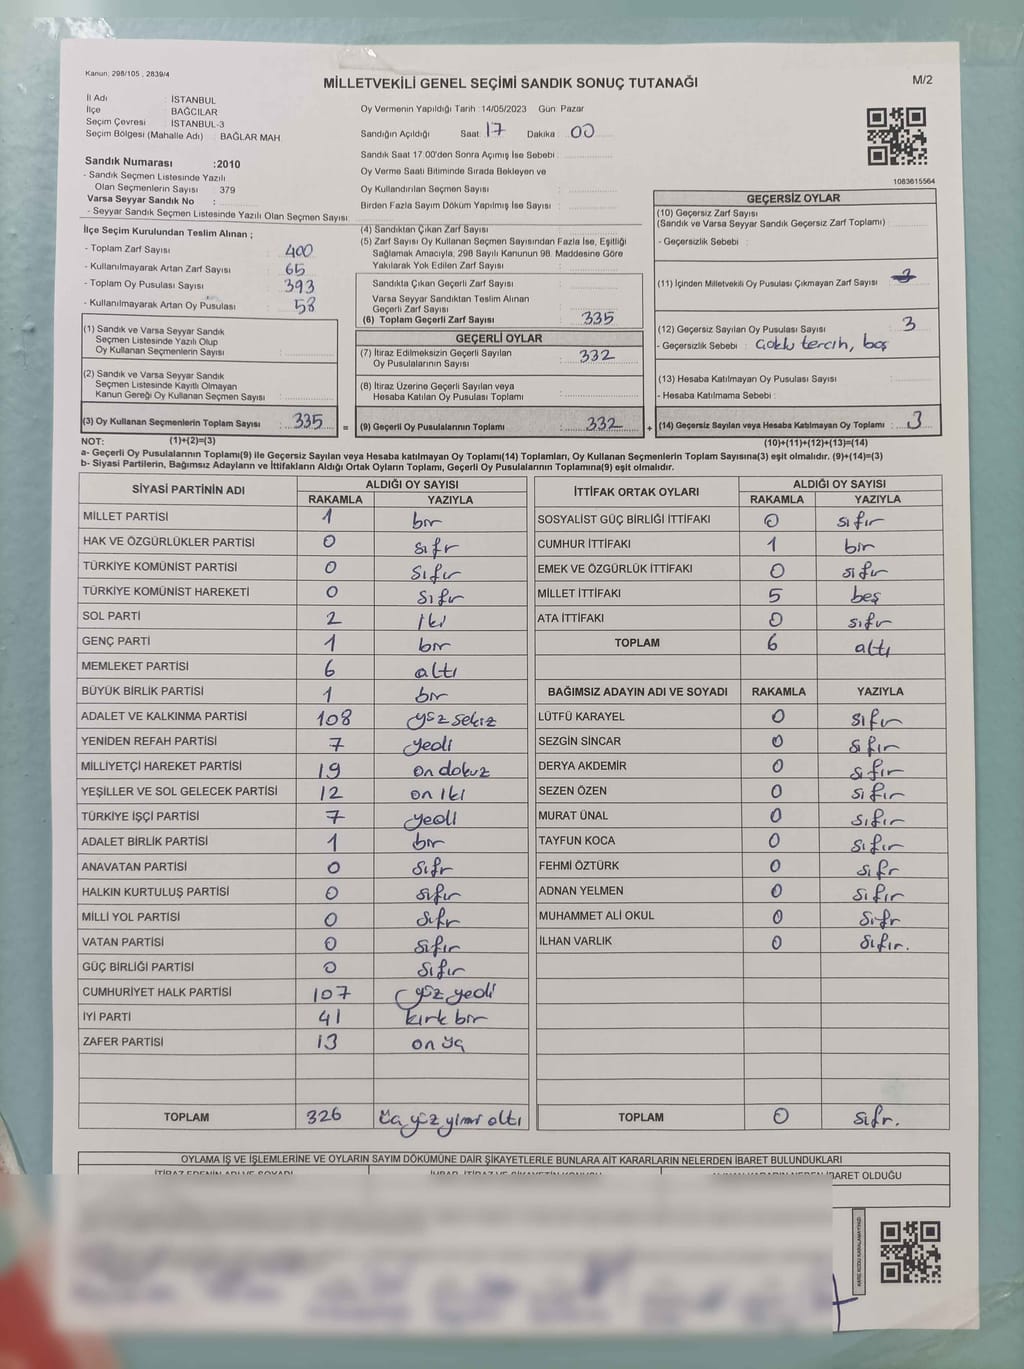 Kanun; 298/105 , 2839/4
MİLLETVEKİLİ GENEL SEÇİMİ SANDIK SONUÇ TUTANAĞI
M/2
İl Adı : İSTANBUL
İlçe : BAĞCILAR
Seçim Çevresi : İSTANBUL-3
Seçim Bölgesi (Mahalle Adı) : BAĞLAR MAH.
Sandık Numarası :2010
- Sandık Seçmen Listesinde Yazılı
Olan Seçmenlerin Sayısı : 379
Varsa Seyyar Sandık No :
- Seyyar Sandık Seçmen Listesinde Yazılı Olan Seçmen Sayısı:
İlçe Seçim Kurulundan Teslim Alınan ;
- Toplam Zarf Sayısı : 400
- Kullanılmayarak Artan Zarf Sayısı : 65
- Toplam Oy Pusulası Sayısı : 393
- Kullanılmayarak Artan Oy Pusulası : 58
Oy Vermenin Yapıldığı Tarih : 14/05/2023 Gün: Pazar
Sandığın Açıldığı Saat: 17 Dakika : 00
Sandık Saat 17:00'den Sonra Açımış İse Sebebi :
Oy Verme Saati Bitiminde Sırada Bekleyen ve
Oy Kullandırılan Seçmen Sayısı :
Birden Fazla Sayım Döküm Yapılmış İse Sayısı :
(4) Sandıktan Çıkan Zarf Sayısı :
(5) Zarf Sayısı Oy Kullanan Seçmen Sayısından Fazla İse, Eşitliği
Sağlamak Amacıyla, 298 Sayılı Kanunun 98. Maddesine Göre
Yakılarak Yok Edilen Zarf Sayısı :
Sandıkta Çıkan Geçerli Zarf Sayısı :
Varsa Seyyar Sandıktan Teslim Alınan
Geçerli Zarf Sayısı :
(6) Toplam Geçerli Zarf Sayısı : 335
1083615564
GEÇERSİZ OYLAR
(10) Geçersiz Zarf Sayısı
(Sandık ve Varsa Seyyar Sandık Geçersiz Zarf Toplamı) :
- Geçersizlik Sebebi :
(11) İçinden Milletvekili Oy Pusulası Çıkmayan Zarf Sayısı :
(12) Geçersiz Sayılan Oy Pusulası Sayısı : 3
- Geçersizlik Sebebi : Çoklu tercih, boş
(13) Hesaba Katılmayan Oy Pusulası Sayısı :
- Hesaba Katılmama Sebebi :
(14) Geçersiz Sayılan veya Hesaba Katılmayan Oy Toplamı : 3
(1) Sandık ve Varsa Seyyar Sandık
Seçmen Listesinde Yazılı Olup
Oy Kullanan Seçmenlerin Sayısı :
(2) Sandık ve Varsa Seyyar Sandık
Seçmen Listesinde Kayıtlı Olmayan
Kanun Gereği Oy Kullanan Seçmen Sayısı :
(3) Oy Kullanan Seçmenlerin Toplam Sayısı : 335
=
GEÇERLİ OYLAR
(7) İtiraz Edilmeksizin Geçerli Sayılan
Oy Pusulalarının Sayısı : 332
(8) İtiraz Üzerine Geçerli Sayılan veya
Hesaba Katılan Oy Pusulası Toplamı :
(9) Geçerli Oy Pusulalarının Toplamı : 332
+
NOT: (1)+(2)=(3)
(10)+(11)+(12)+(13)=(14)
a- Geçerli Oy Pusulalarının Toplamı(9) ile Geçersiz Sayılan veya Hesaba katılmayan Oy Toplamı(14) Toplamları, Oy Kullanan Seçmenlerin Toplam Sayısına(3) eşit olmalıdır. (9)+(14)=(3)
b- Siyasi Partilerin, Bağımsız Adayların ve İttifakların Aldığı Ortak Oyların Toplamı, Geçerli Oy Pusulalarının Toplamına(9) eşit olmalıdır.
SİYASİ PARTİNİN ADI ALDIĞI OY SAYISI
RAKAMLA YAZIYLA
MİLLET PARTİSİ 1 bir
HAK VE ÖZGÜRLÜKLER PARTİSİ 0 sıfr
TÜRKİYE KOMÜNİST PARTİSİ 0 sıfır
TÜRKİYE KOMÜNİST HAREKETİ 0 sıfır
SOL PARTİ 2 iki
GENÇ PARTİ 1 bir
MEMLEKET PARTİSİ 6 altı
BÜYÜK BİRLİK PARTİSİ 1 bir
ADALET VE KALKINMA PARTİSİ 108 yüz sekiz
YENİDEN REFAH PARTİSİ 7 yedi
MİLLİYETÇİ HAREKET PARTİSİ 19 on dokuz
YEŞİLLER VE SOL GELECEK PARTİSİ 12 on iki
TÜRKİYE İŞÇİ PARTİSİ 7 yedi
ADALET BİRLİK PARTİSİ 1 bir
ANAVATAN PARTİSİ 0 sıfr
HALKIN KURTULUŞ PARTİSİ 0 sıfır
MİLLİ YOL PARTİSİ 0 sıfr
VATAN PARTİSİ 0 sıfır
GÜÇ BİRLİĞİ PARTİSİ 0 sıfır
CUMHURİYET HALK PARTİSİ 107 yüz yedi
İYİ PARTİ 41 kırk bir
ZAFER PARTİSİ 13 on üç
TOPLAM 326 üç yüz yirmi altı
İTTİFAK ORTAK OYLARI ALDIĞI OY SAYISI
RAKAMLA YAZIYLA
SOSYALİST GÜÇ BİRLİĞİ İTTİFAKI 0 sıfır
CUMHUR İTTİFAKI 1 bir
EMEK VE ÖZGÜRLÜK İTTİFAKI 0 sıfır
MİLLET İTTİFAKI 5 beş
ATA İTTİFAKI 0 sıfır
TOPLAM 6 altı
BAĞIMSIZ ADAYIN ADI VE SOYADI RAKAMLA YAZIYLA
LÜTFÜ KARAYEL 0 sıfır
SEZGİN SİNCAR 0 sıfır
DERYA AKDEMİR 0 sıfır
SEZEN ÖZEN 0 sıfır
MURAT ÜNAL 0 sıfır
TAYFUN KOCA 0 sıfır
FEHMİ ÖZTÜRK 0 sıfr
ADNAN YELMEN 0 sıfır
MUHAMMET ALİ OKUL 0 sıfr
İLHAN VARLIK 0 sıfır.
TOPLAM 0 sıfr.
OYLAMA İŞ VE İŞLEMLERİNE VE OYLARIN SAYIM DÖKÜMÜNE DAİR ŞİKAYETLERLE BUNLARA AİT KARARLARIN NELERDEN İBARET BULUNDUKLARI
İBARET OLDUĞU
KARE KODU KARALAMAYINIZ!